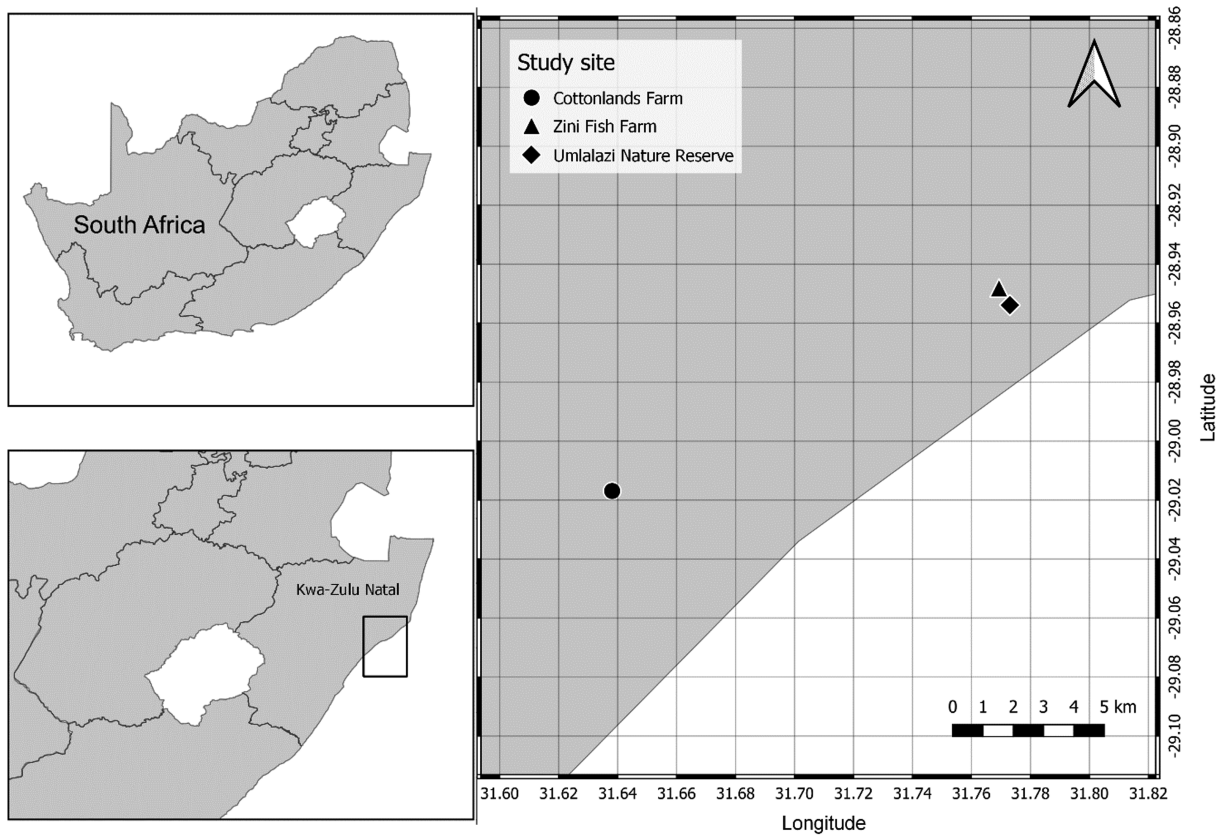 South Africa
Kwa-Zulu Natal
Study site
Cottonlands Farm
Zini Fish Farm
Umlalazi Nature Reserve
-28.86
-28.88
-28.90
-28.92
-28.94
-28.96
-28.98
-29.00
-29.02
-29.04
-29.06
-29.08
-29.10
Latitude
0 1 2 3 4 5 km
31.60 31.62 31.64 31.66 31.68 31.70 31.72 31.74 31.76 31.78 31.80 31.82
Longitude